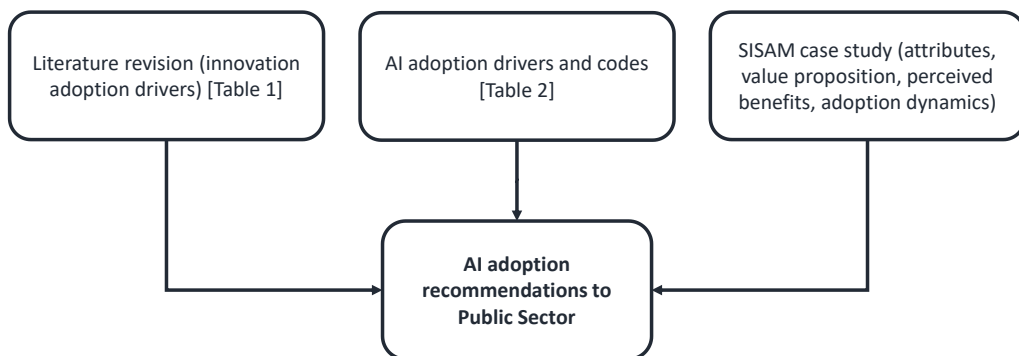 Literature revision (innovation
adoption drivers) [Table 1]
AI adoption drivers and codes
[Table 2]
SISAM case study (attributes,
value proposition, perceived
benefits, adoption dynamics)
AI adoption
recommendations to
Public Sector